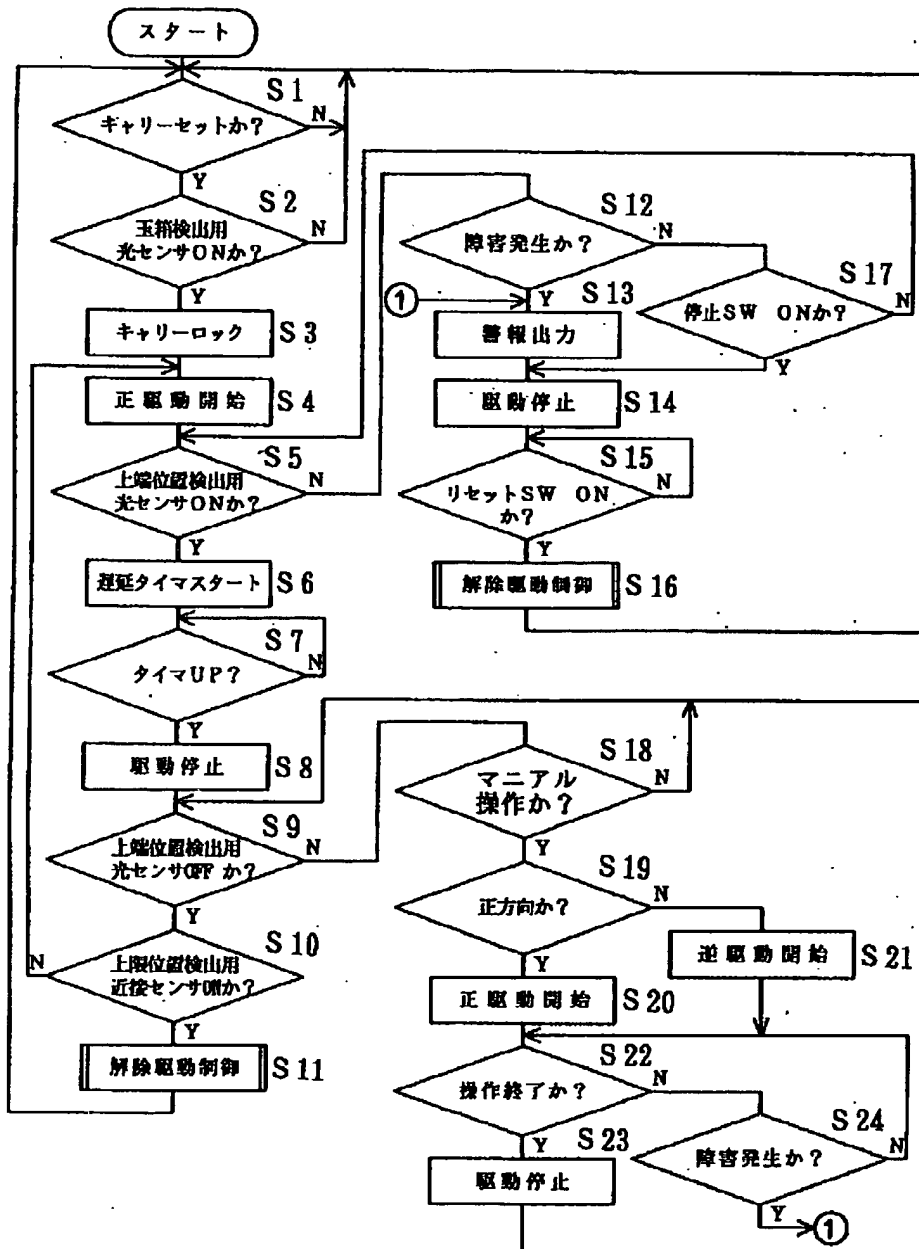 スタート
S1
キャリーセットか?
N
Y
S2
玉箱検出用
光センサONか?
N
Y
キャリーロック
S3
正駆動開始
S4
S5
上端位置検出用
光センサONか?
N
Y
遅延タイマスタート
S6
S7
タイマUP?
N
Y
駆動停止
S8
S9
上端位置検出用
光センサOFFか?
N
Y
S10
上限位置検出用
近接センサONか?
N
Y
解除駆動制御
S11
S12
障害発生か?
N
Y
①
S13
警報出力
S17
停止SW ONか?
N
Y
駆動停止
S14
S15
リセットSW ON
か?
N
Y
解除駆動制御
S16
S18
マニアル
操作か?
N
Y
S19
正方向か?
N
Y
逆駆動開始
S21
正駆動開始
S20
S22
操作終了か?
N
Y
S23
駆動停止
S24
障害発生か?
N
Y
①